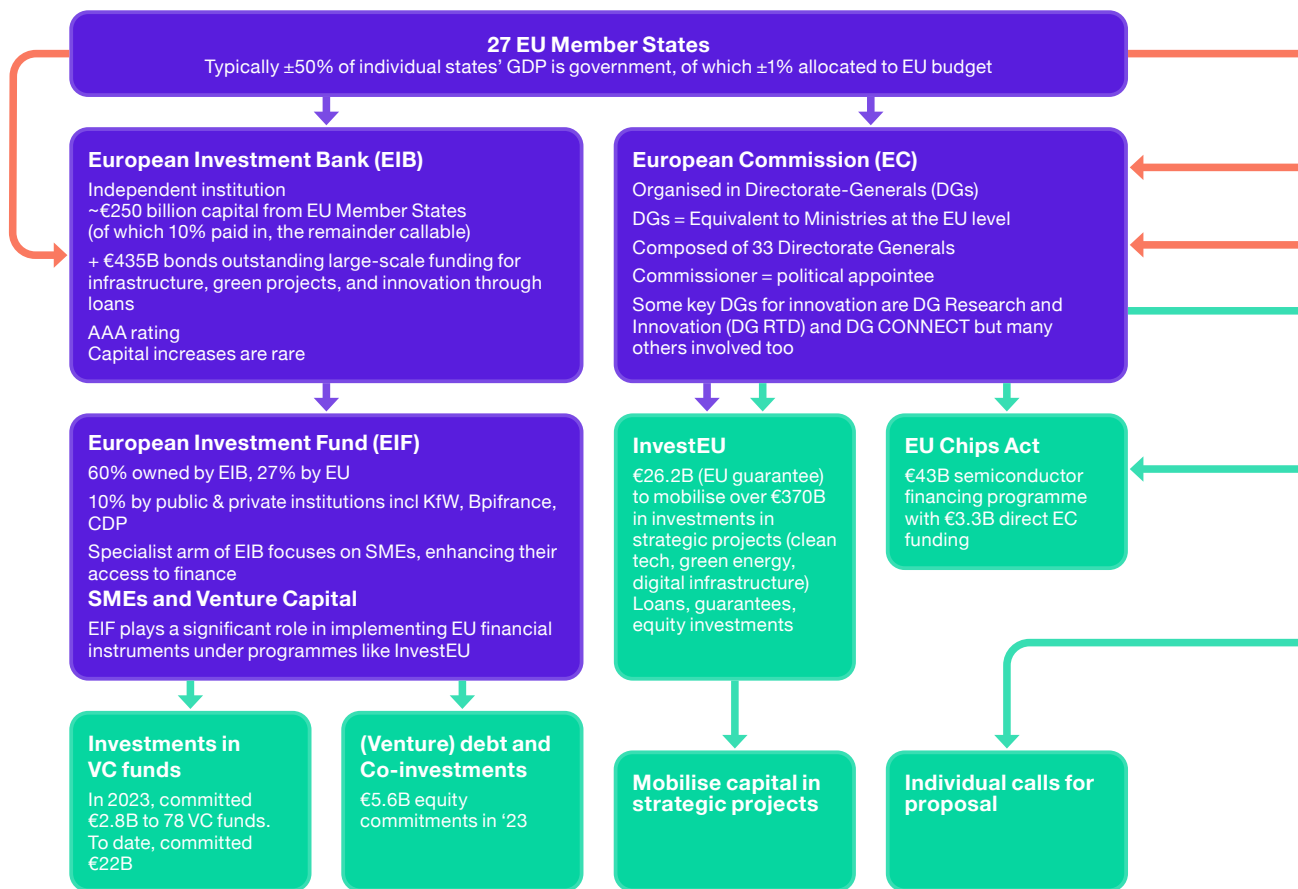 27 EU Member States
Typically ±50% of individual states’ GDP is government, of which ±1% allocated to EU budget
European Investment Bank (EIB)
Independent institution
~€250 billion capital from EU Member States
(of which 10% paid in, the remainder callable)
+ €435B bonds outstanding large-scale funding for
infrastructure, green projects, and innovation through
loans
AAA rating
Capital increases are rare
European Commission (EC)
Organised in Directorate-Generals (DGs)
DGs = Equivalent to Ministries at the EU level
Composed of 33 Directorate Generals
Commissioner = political appointee
Some key DGs for innovation are DG Research and
Innovation (DG RTD) and DG CONNECT but many
others involved too
European Investment Fund (EIF)
60% owned by EIB, 27% by EU
10% by public & private institutions incl KfW, Bpifrance,
CDP
Specialist arm of EIB focuses on SMEs, enhancing their
access to finance
SMEs and Venture Capital
EIF plays a significant role in implementing EU financial
instruments under programmes like InvestEU
InvestEU
€26.2B (EU guarantee)
to mobilise over €370B
in investments in
strategic projects (clean
tech, green energy,
digital infrastructure)
Loans, guarantees,
equity investments
EU Chips Act
€43B semiconductor
financing programme
with €3.3B direct EC
funding
Investments in
VC funds
In 2023, committed
€2.8B to 78 VC funds.
To date, committed
€22B
(Venture) debt and
Co-investments
€5.6B equity
commitments in ‘23
Mobilise capital in
strategic projects
Individual calls for
proposal